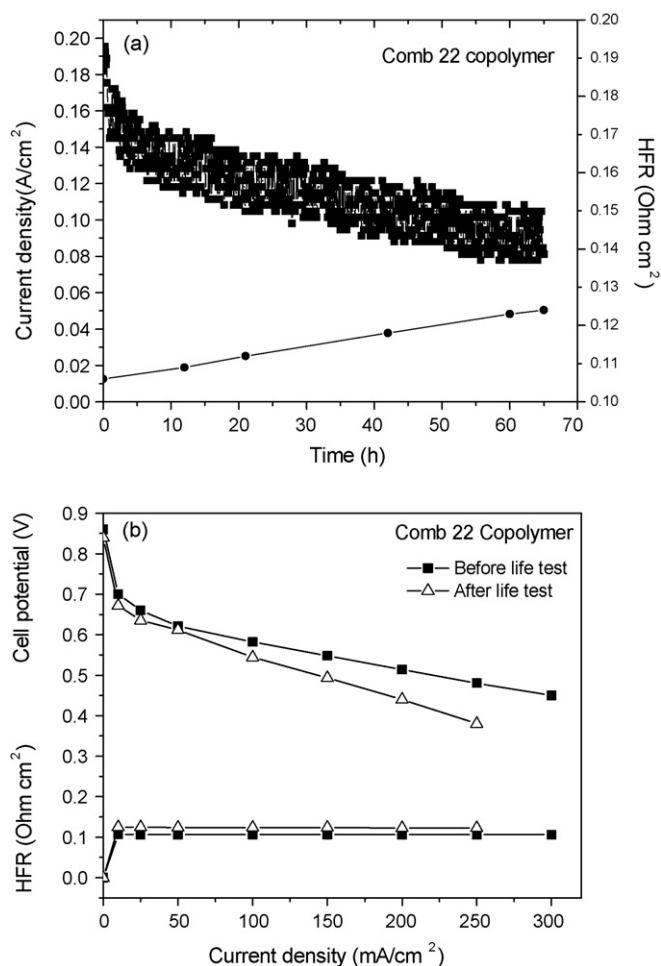 (a)
Comb 22 copolymer
0.20
0.18
0.16
0.14
0.12
0.10
0.08
0.06
0.04
0.02
0.00
Current density(A/cm²)
0.20
0.19
0.18
0.17
0.16
0.15
0.14
0.13
0.12
0.11
0.10
HFR (Ohm cm²)
0 10 20 30 40 50 60 70
Time (h)
(b)
Comb 22 Copolymer
Before life test
After life test
0.9
0.8
0.7
0.6
0.5
0.4
0.3
0.2
0.1
0.0
Cell potential (V)
HFR (Ohm cm²)
0 50 100 150 200 250 300
Current density (mA/cm²)